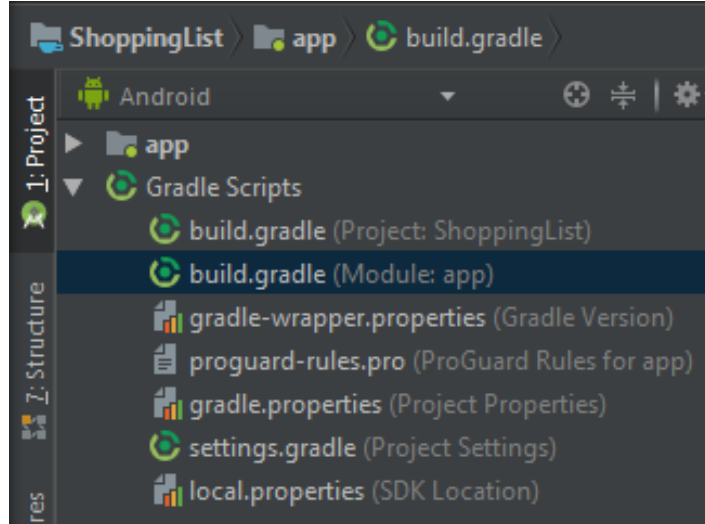 ShoppingList app build.gradle
Android
1: Project
app
Gradle Scripts
build.gradle (Project: ShoppingList)
build.gradle (Module: app)
gradle-wrapper.properties (Gradle Version)
proguard-rules.pro (ProGuard Rules for app)
gradle.properties (Project Properties)
settings.gradle (Project Settings)
local.properties (SDK Location)
7: Structure
res